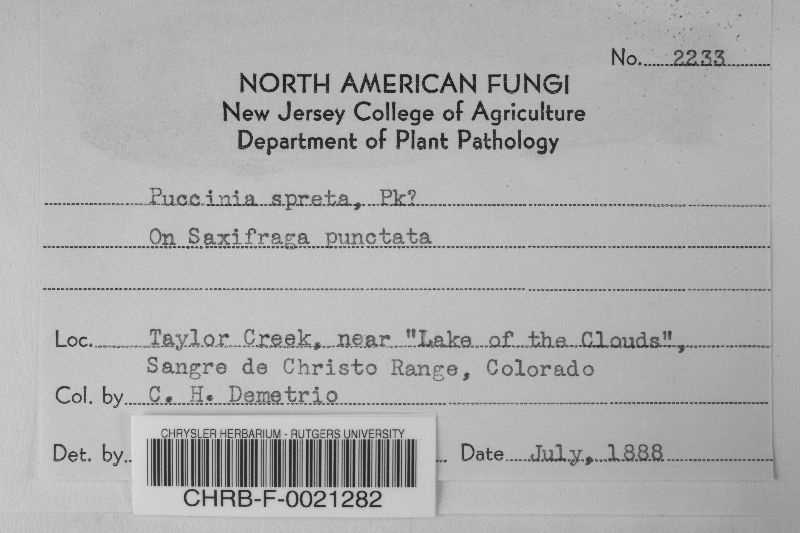 No. 2233
NORTH AMERICAN FUNGI
New Jersey College of Agriculture
Department of Plant Pathology
Puccinia spreta, Pk?
On Saxifraga punctata
Loc. Taylor Creek, near "Lake of the Clouds",
Sangre de Christo Range, Colorado
Col. by C. H. Demetrio
Det. by Date July, 1888
CHRYSLER HERBARIUM - RUTGERS UNIVERSITY
CHRB-F-0021282